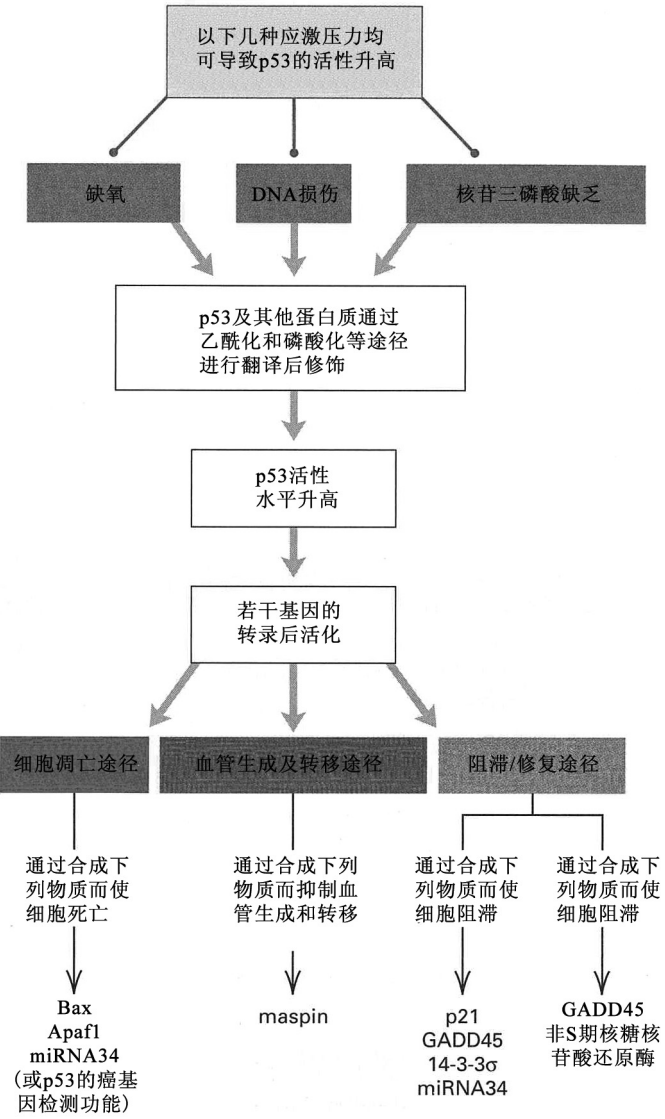 以下几种应激压力均
可导致p53的活性升高
缺氧
DNA损伤
核苷三磷酸缺乏
p53及其他蛋白质通过
乙酰化和磷酸化等途径
进行翻译后修饰
p53活性
水平升高
若干基因的
转录后活化
细胞凋亡途径
血管生成及转移途径
阻滞/修复途径
通过合成下
列物质而使
细胞死亡
通过合成下列
物质而抑制血
管生成和转移
通过合成下
列物质而使
细胞阻滞
通过合成下
列物质而使
细胞阻滞
Bax
Apaf1
miRNA34
(或p53的癌基
因检测功能)
maspin
p21
GADD45
14-3-3σ
miRNA34
GADD45
非S期核糖核
苷酸还原酶